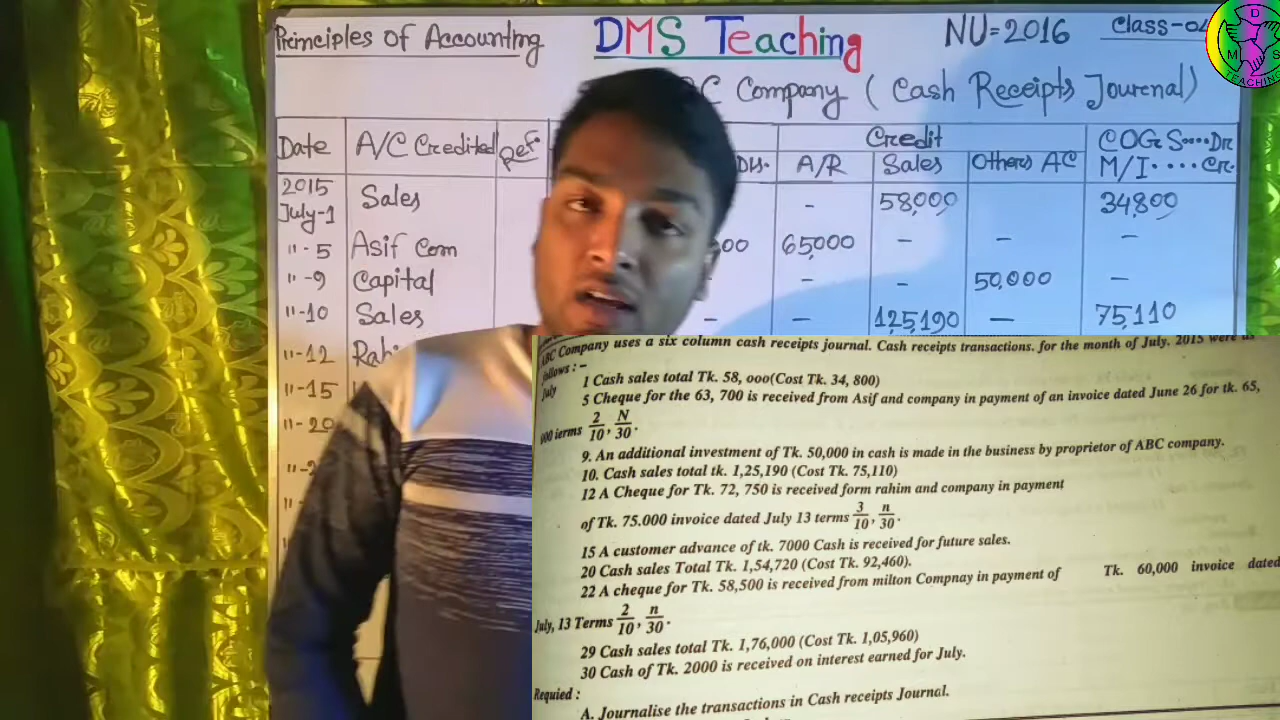 Principles of Accounting
DMS Teaching
NU=2016
Class-04
D
M S
TEACHING
C Company (Cash Receipts Journal)
Date A/C Credited Ref. DR. Credit COGS....DR
A/R Sales Others AC M/I....CR.
2015
July-1 Sales - 58,000 34,800
"-5 Asif Com 00 65,000 - - -
"-9 Capital - - 50,000 -
"-10 Sales - - 125,190 - 75,110
"-12 Rah
"-15
"-20
ABC Company uses a six column cash receipts journal. Cash receipts transactions. for the month of July. 2015 were as
follows :-
July
1 Cash sales total Tk. 58, ooo(Cost Tk. 34, 800)
5 Cheque for the 63, 700 is received from Asif and company in payment of an invoice dated June 26 for tk. 65,
000 ierms 2/10, N/30.
9. An additional investment of Tk. 50,000 in cash is made in the business by proprietor of ABC company.
10. Cash sales total tk. 1,25,190 (Cost Tk. 75,110)
12 A Cheque for Tk. 72, 750 is received form rahim and company in payment
of Tk. 75.000 invoice dated July 13 terms 3/10, n/30.
15 A customer advance of tk. 7000 Cash is received for future sales.
20 Cash sales Total Tk. 1,54,720 (Cost Tk. 92,460).
22 A cheque for Tk. 58,500 is received from milton Compnay in payment of Tk. 60,000 invoice dated
July, 13 Terms 2/10, n/30.
29 Cash sales total Tk. 1,76,000 (Cost Tk. 1,05,960)
30 Cash of Tk. 2000 is received on interest earned for July.
Requied :
A. Journalise the transactions in Cash receipts Journal.